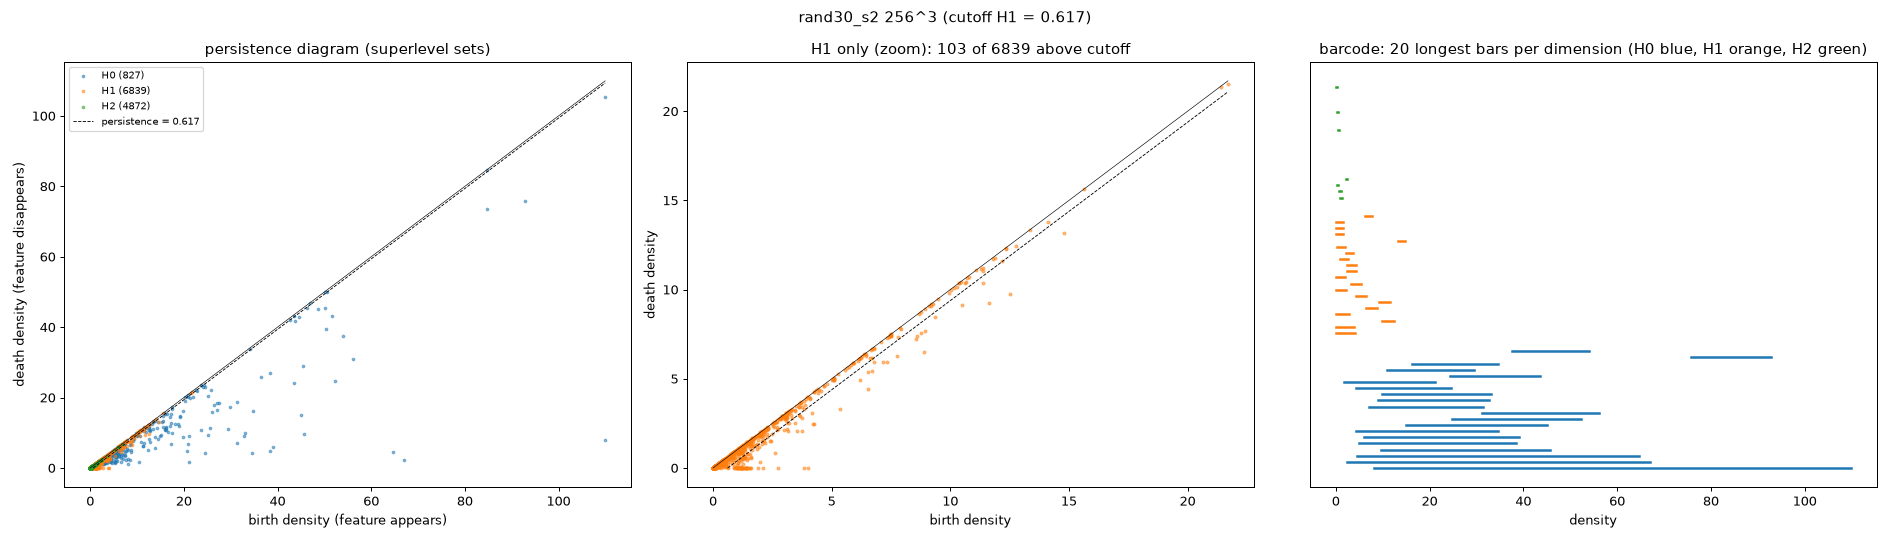 rand30_s2 256^3 (cutoff H1 = 0.617)
persistence diagram (superlevel sets)
H0 (827)
H1 (6839)
H2 (4872)
persistence = 0.617
death density (feature disappears)
100
80
60
40
20
0
0 20 40 60 80 100
birth density (feature appears)
H1 only (zoom): 103 of 6839 above cutoff
death density
20
15
10
5
0
0 5 10 15 20
birth density
barcode: 20 longest bars per dimension (H0 blue, H1 orange, H2 green)
0 20 40 60 80 100
density